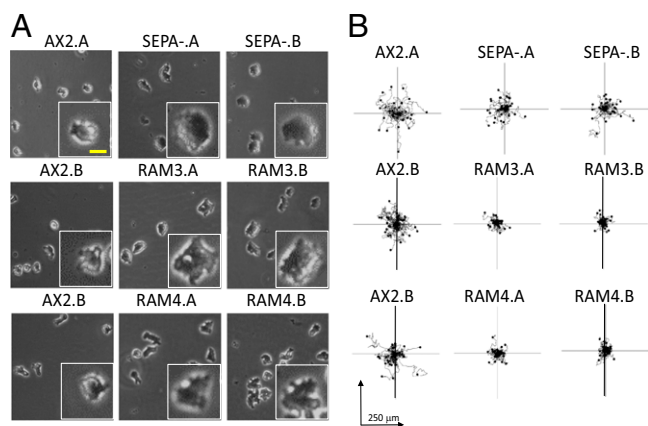 A
AX2.A SEPA-.A SEPA-.B
AX2.B RAM3.A RAM3.B
AX2.B RAM4.A RAM4.B
B
AX2.A SEPA-.A SEPA-.B
AX2.B RAM3.A RAM3.B
AX2.B RAM4.A RAM4.B
250 µm